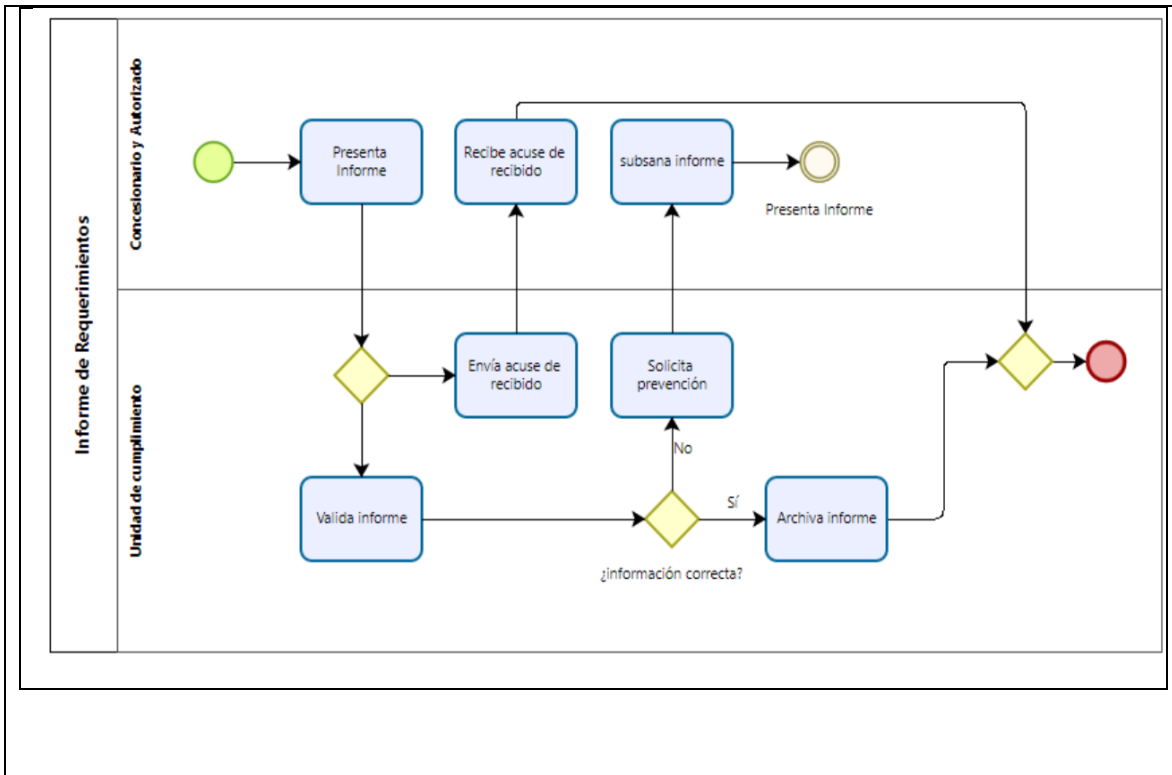 Informe de Requerimientos
Concesionario y Autorizado
Presenta
Informe
Recibe acuse de
recibido
subsana informe
Presenta Informe
Unidad de cumplimiento
Envía acuse de
recibido
Solicita
prevención
No
Valida informe
Sí
Archiva informe
¿información correcta?